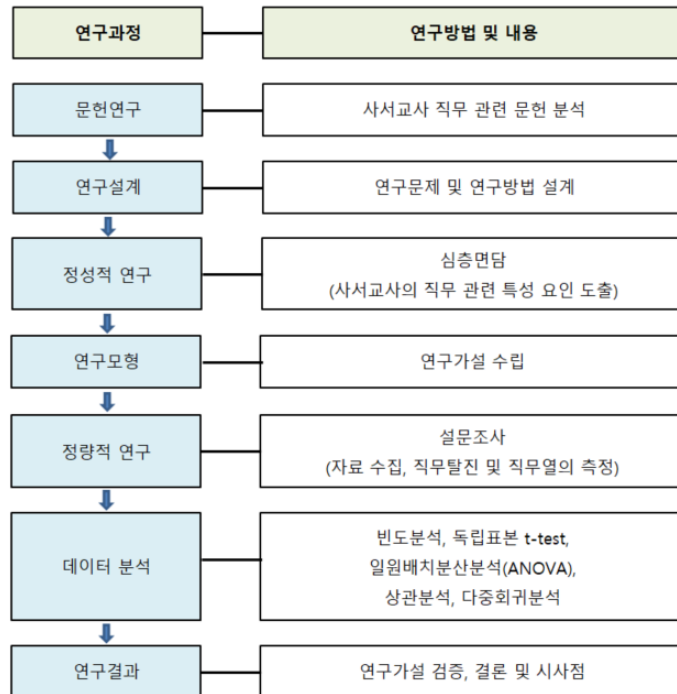 연구과정
연구방법 및 내용
문헌연구
사서교사 직무 관련 문헌 분석
연구설계
연구문제 및 연구방법 설계
정성적 연구
심층면담
(사서교사의 직무 관련 특성 요인 도출)
연구모형
연구가설 수립
정량적 연구
설문조사
(자료 수집, 직무탈진 및 직무열의 측정)
데이터 분석
빈도분석, 독립표본 t-test,
일원배치분산분석(ANOVA),
상관분석, 다중회귀분석
연구결과
연구가설 검증, 결론 및 시사점